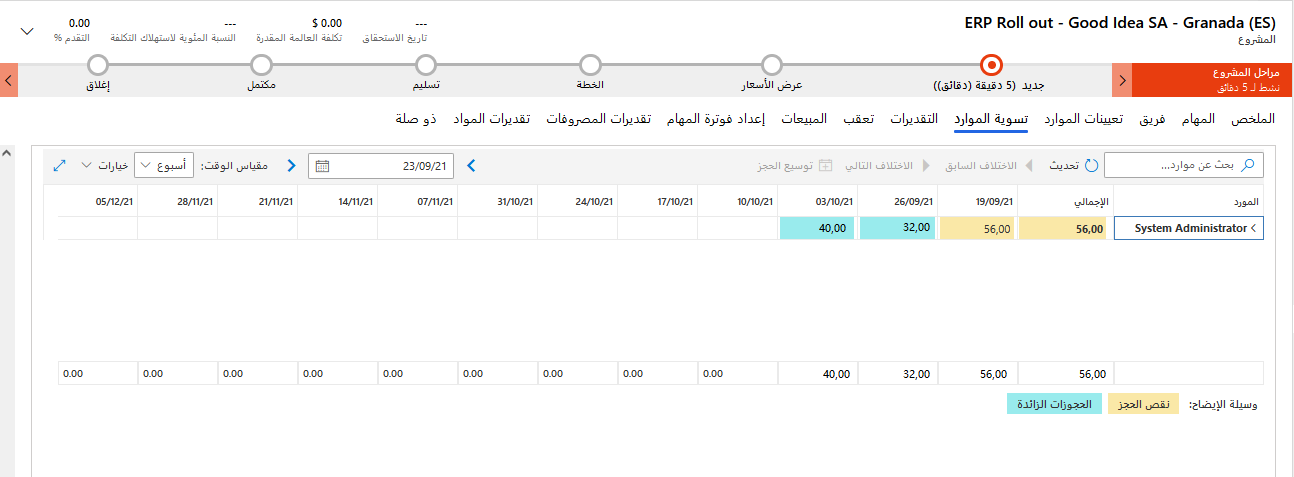 ERP Roll out - Good Idea SA - Granada (ES)
المشروع
---
تاريخ الاستحقاق
$ 0.00
تكلفة العمالة المقدرة
---
النسبة المئوية لاستهلاك التكلفة
0.00
التقدم %
مراحل المشروع
نشط لـ 5 دقائق
جديد (5 دقيقة (دقائق))
عرض الأسعار
الخطة
تسليم
مكتمل
إغلاق
الملخص المهام فريق تعيينات الموارد تسوية الموارد التقديرات تعقب المبيعات إعداد فوترة المهام تقديرات المصروفات تقديرات المواد ذو صلة
بحث عن موارد... تحديث الاختلاف السابق الاختلاف التالي توسيع الحجز 23/09/21 مقياس الوقت: أسبوع خيارات
المورد الإجمالي 19/09/21 26/09/21 03/10/21 10/10/21 17/10/21 24/10/21 31/10/21 07/11/21 14/11/21 21/11/21 28/11/21 05/12/21
System Administrator 56,00 56,00 32,00 40,00
56,00 56,00 32,00 40,00 0.00 0.00 0.00 0.00 0.00 0.00 0.00 0.00 0.00
وسيلة الإيضاح: نقص الحجز الحجوزات الزائدة